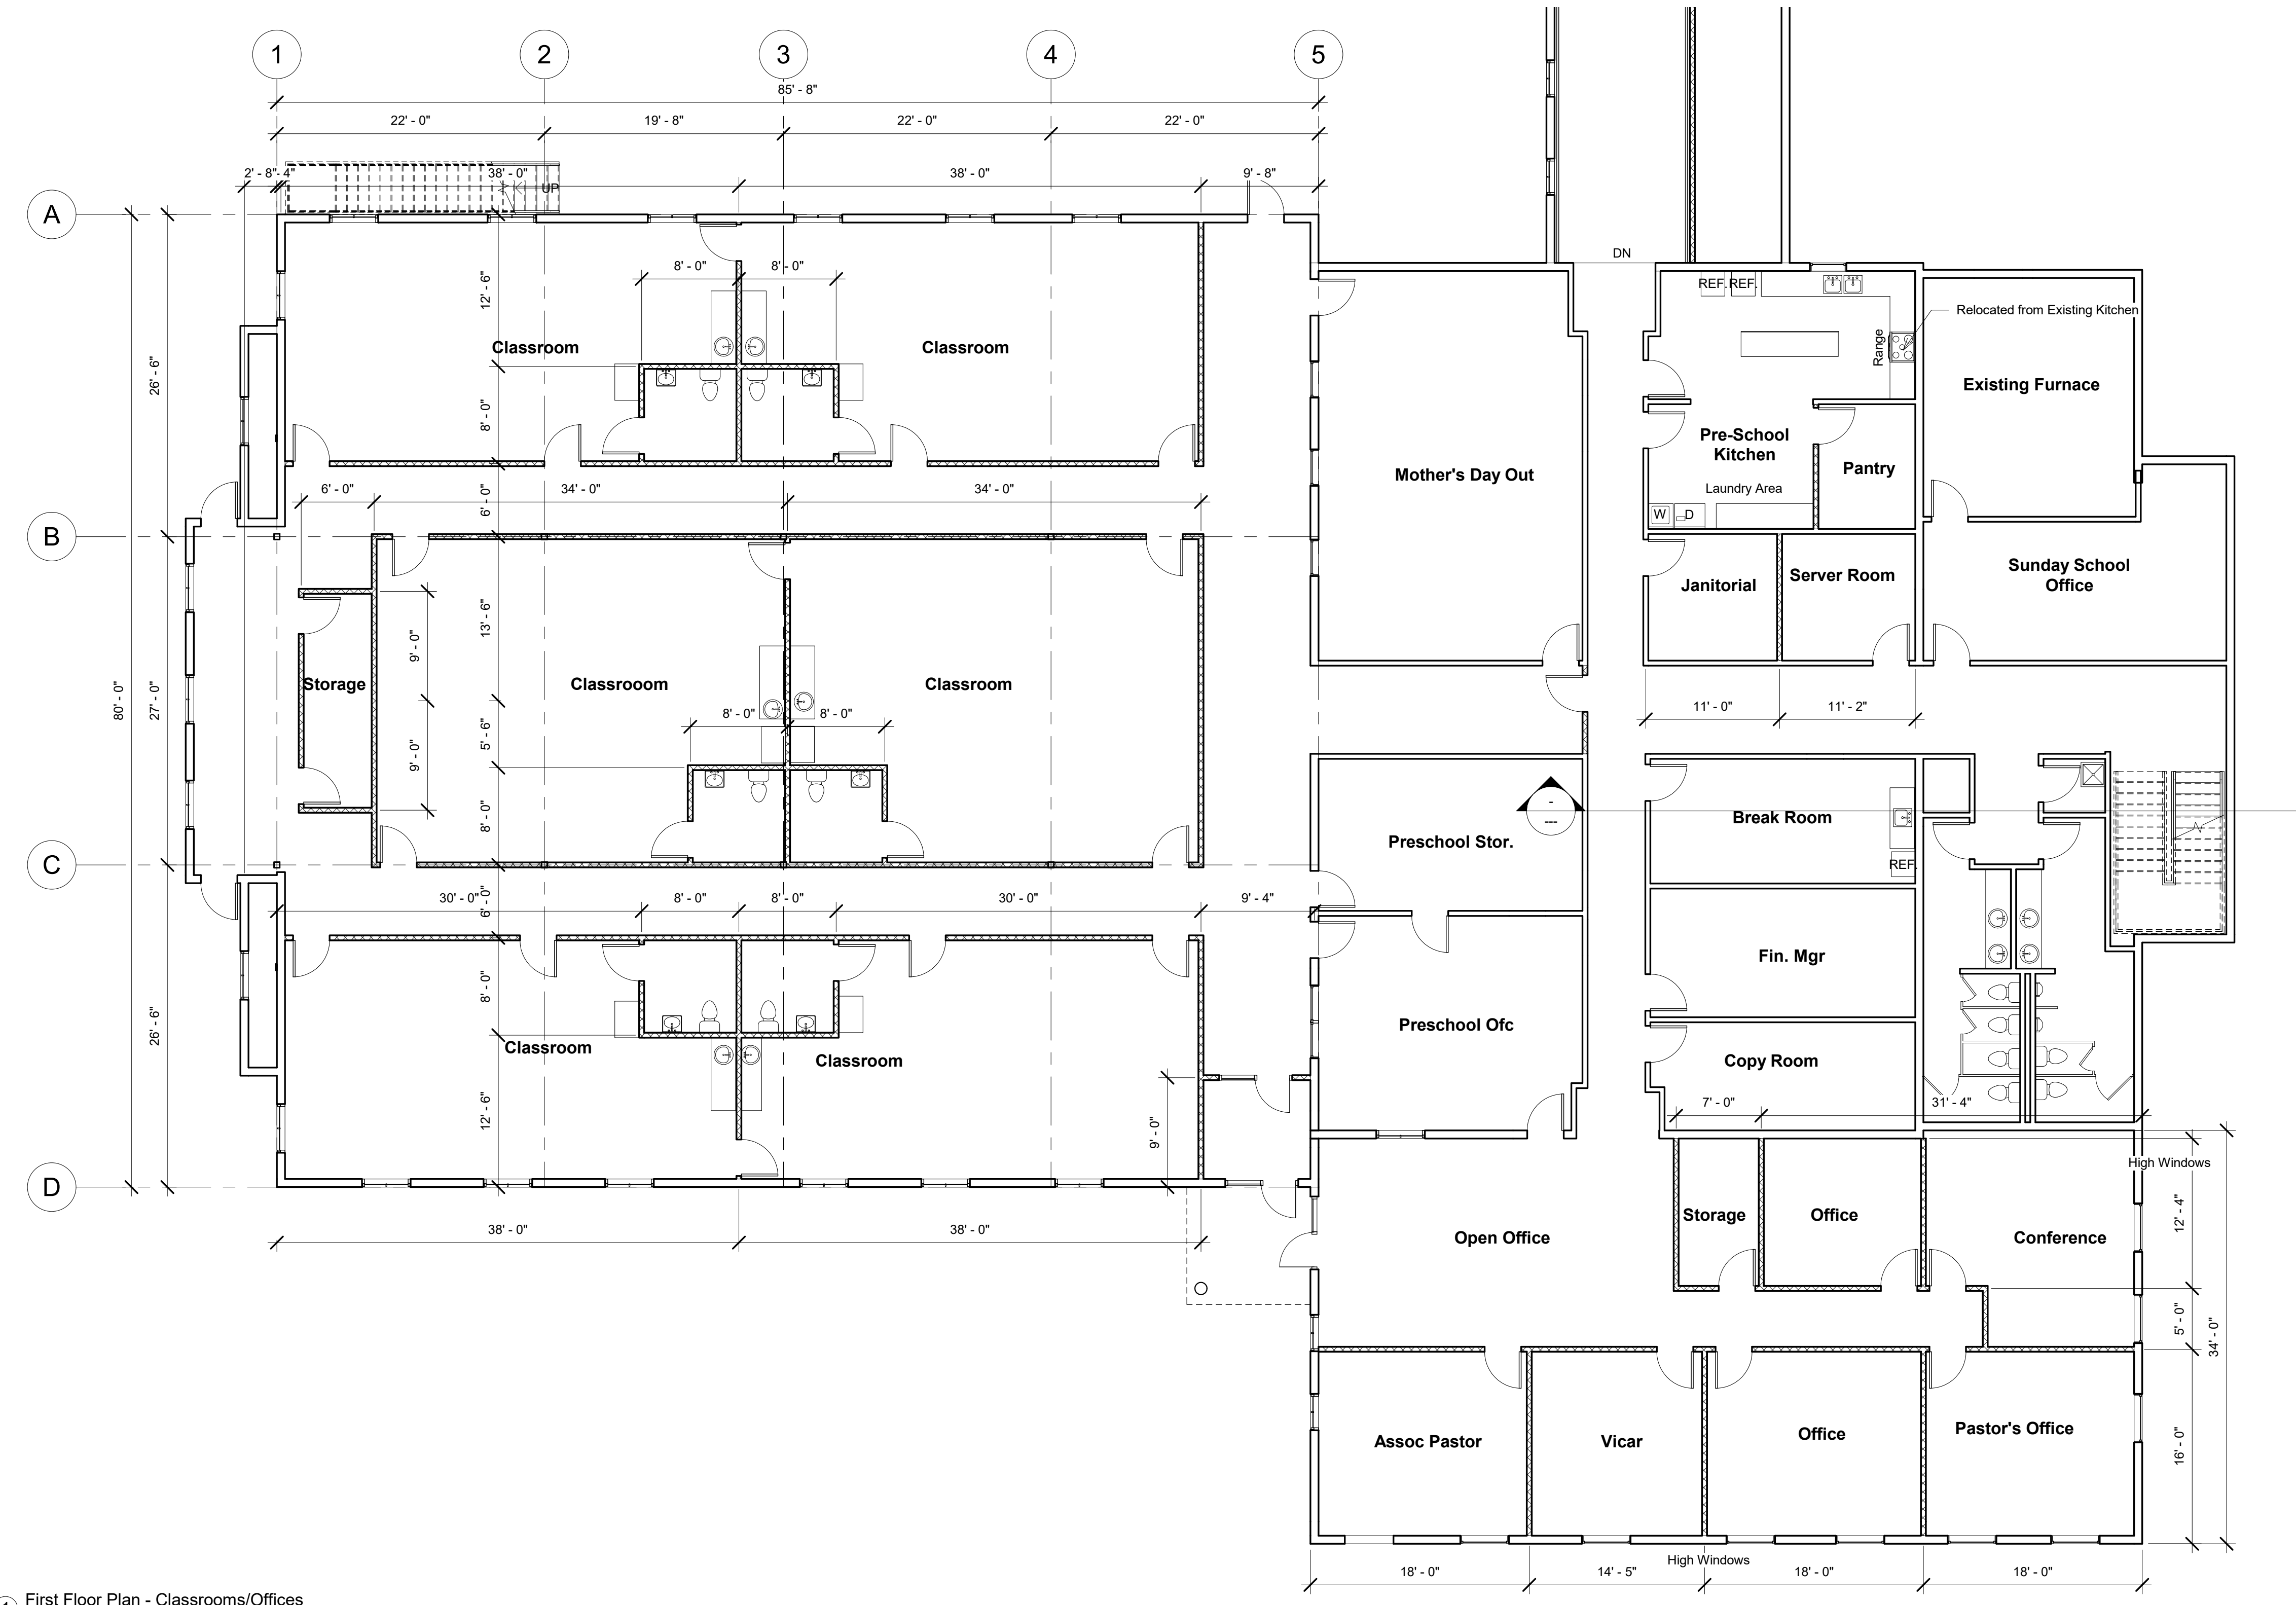 1
2
3
4
5
85' - 8"
22' - 0"
19' - 8"
22' - 0"
22' - 0"
2' - 8"
- 4"
38' - 0"
UP
38' - 0"
9' - 8"
A
DN
8' - 0"
8' - 0"
12' - 6"
REF.
REF.
Relocated from Existing Kitchen
Range
Classroom
Classroom
26' - 6"
Existing Furnace
8' - 0"
Pre-School
Kitchen
Pantry
Mother's Day Out
Laundry Area
6' - 0"
34' - 0"
34' - 0"
6' - 0"
W
D
B
Janitorial
Server Room
Sunday School
Office
13' - 6"
9' - 0"
Storage
Classrooom
Classroom
80' - 0"
27' - 0"
8' - 0"
8' - 0"
5' - 6"
9' - 0"
11' - 0"
11' - 2"
8' - 0"
Preschool Stor.
-
---
Break Room
REF.
C
30' - 0"
6' - 0"
8' - 0"
8' - 0"
30' - 0"
9' - 4"
Fin. Mgr
8' - 0"
Preschool Ofc
26' - 6"
Classroom
Classroom
Copy Room
12' - 6"
9' - 0"
7' - 0"
31' - 4"
High Windows
D
38' - 0"
38' - 0"
Open Office
Storage
Office
Conference
12' - 4"
5' - 0"
34' - 0"
Assoc Pastor
Vicar
Office
Pastor's Office
16' - 0"
High Windows
18' - 0"
14' - 5"
18' - 0"
18' - 0"
First Floor Plan - Classrooms/Offices